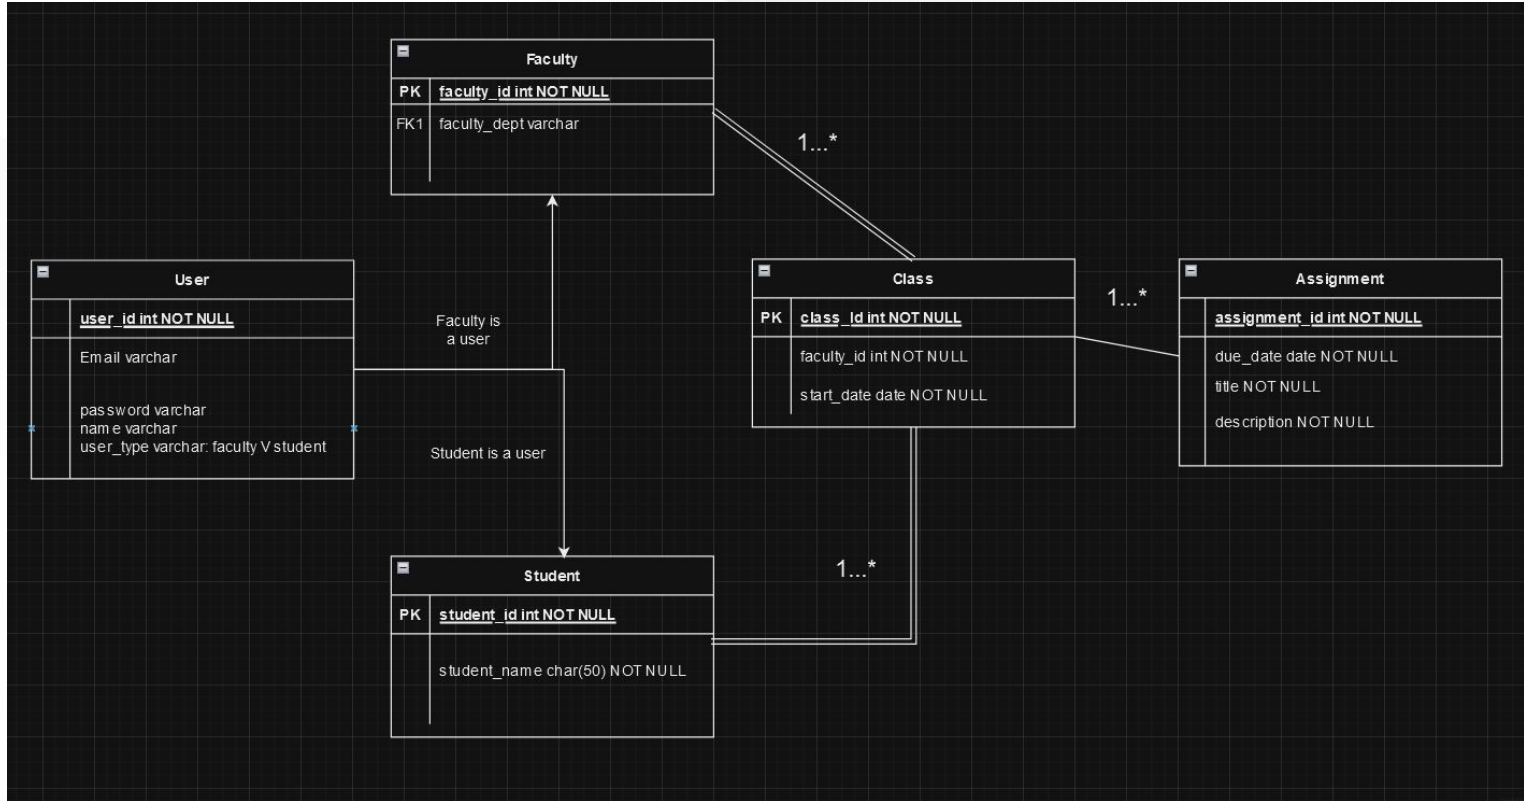 Faculty
PK faculty_id int NOT NULL
FK1 faculty_dept varchar
1...*
User
user_id int NOT NULL
Email varchar
password varchar
name varchar
user_type varchar: faculty V student
Faculty is
a user
Student is a user
Class
PK class_Id int NOT NULL
faculty_id int NOT NULL
start_date date NOT NULL
1...*
Assignment
assignment_id int NOT NULL
due_date date NOT NULL
title NOT NULL
description NOT NULL
1...*
Student
PK student_id int NOT NULL
student_name char(50) NOT NULL